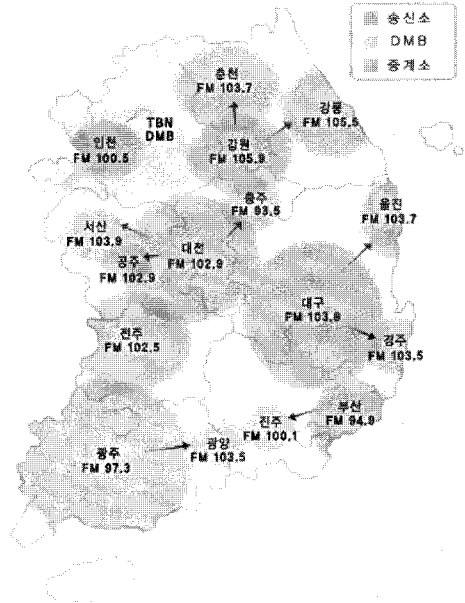 송신소
DMB
중계소
춘천
FM 103.7
강릉
FM 105.5
TBN
DMB
인천
FM 100.5
강원
FM 105.9
충주
FM 93.5
울진
FM 103.7
서산
FM 103.9
대전
FM 102.9
공주
FM 102.9
대구
FM 103.9
전주
FM 102.5
경주
FM 103.5
부산
FM 94.9
진주
FM 100.1
광양
FM 103.5
광주
FM 97.3